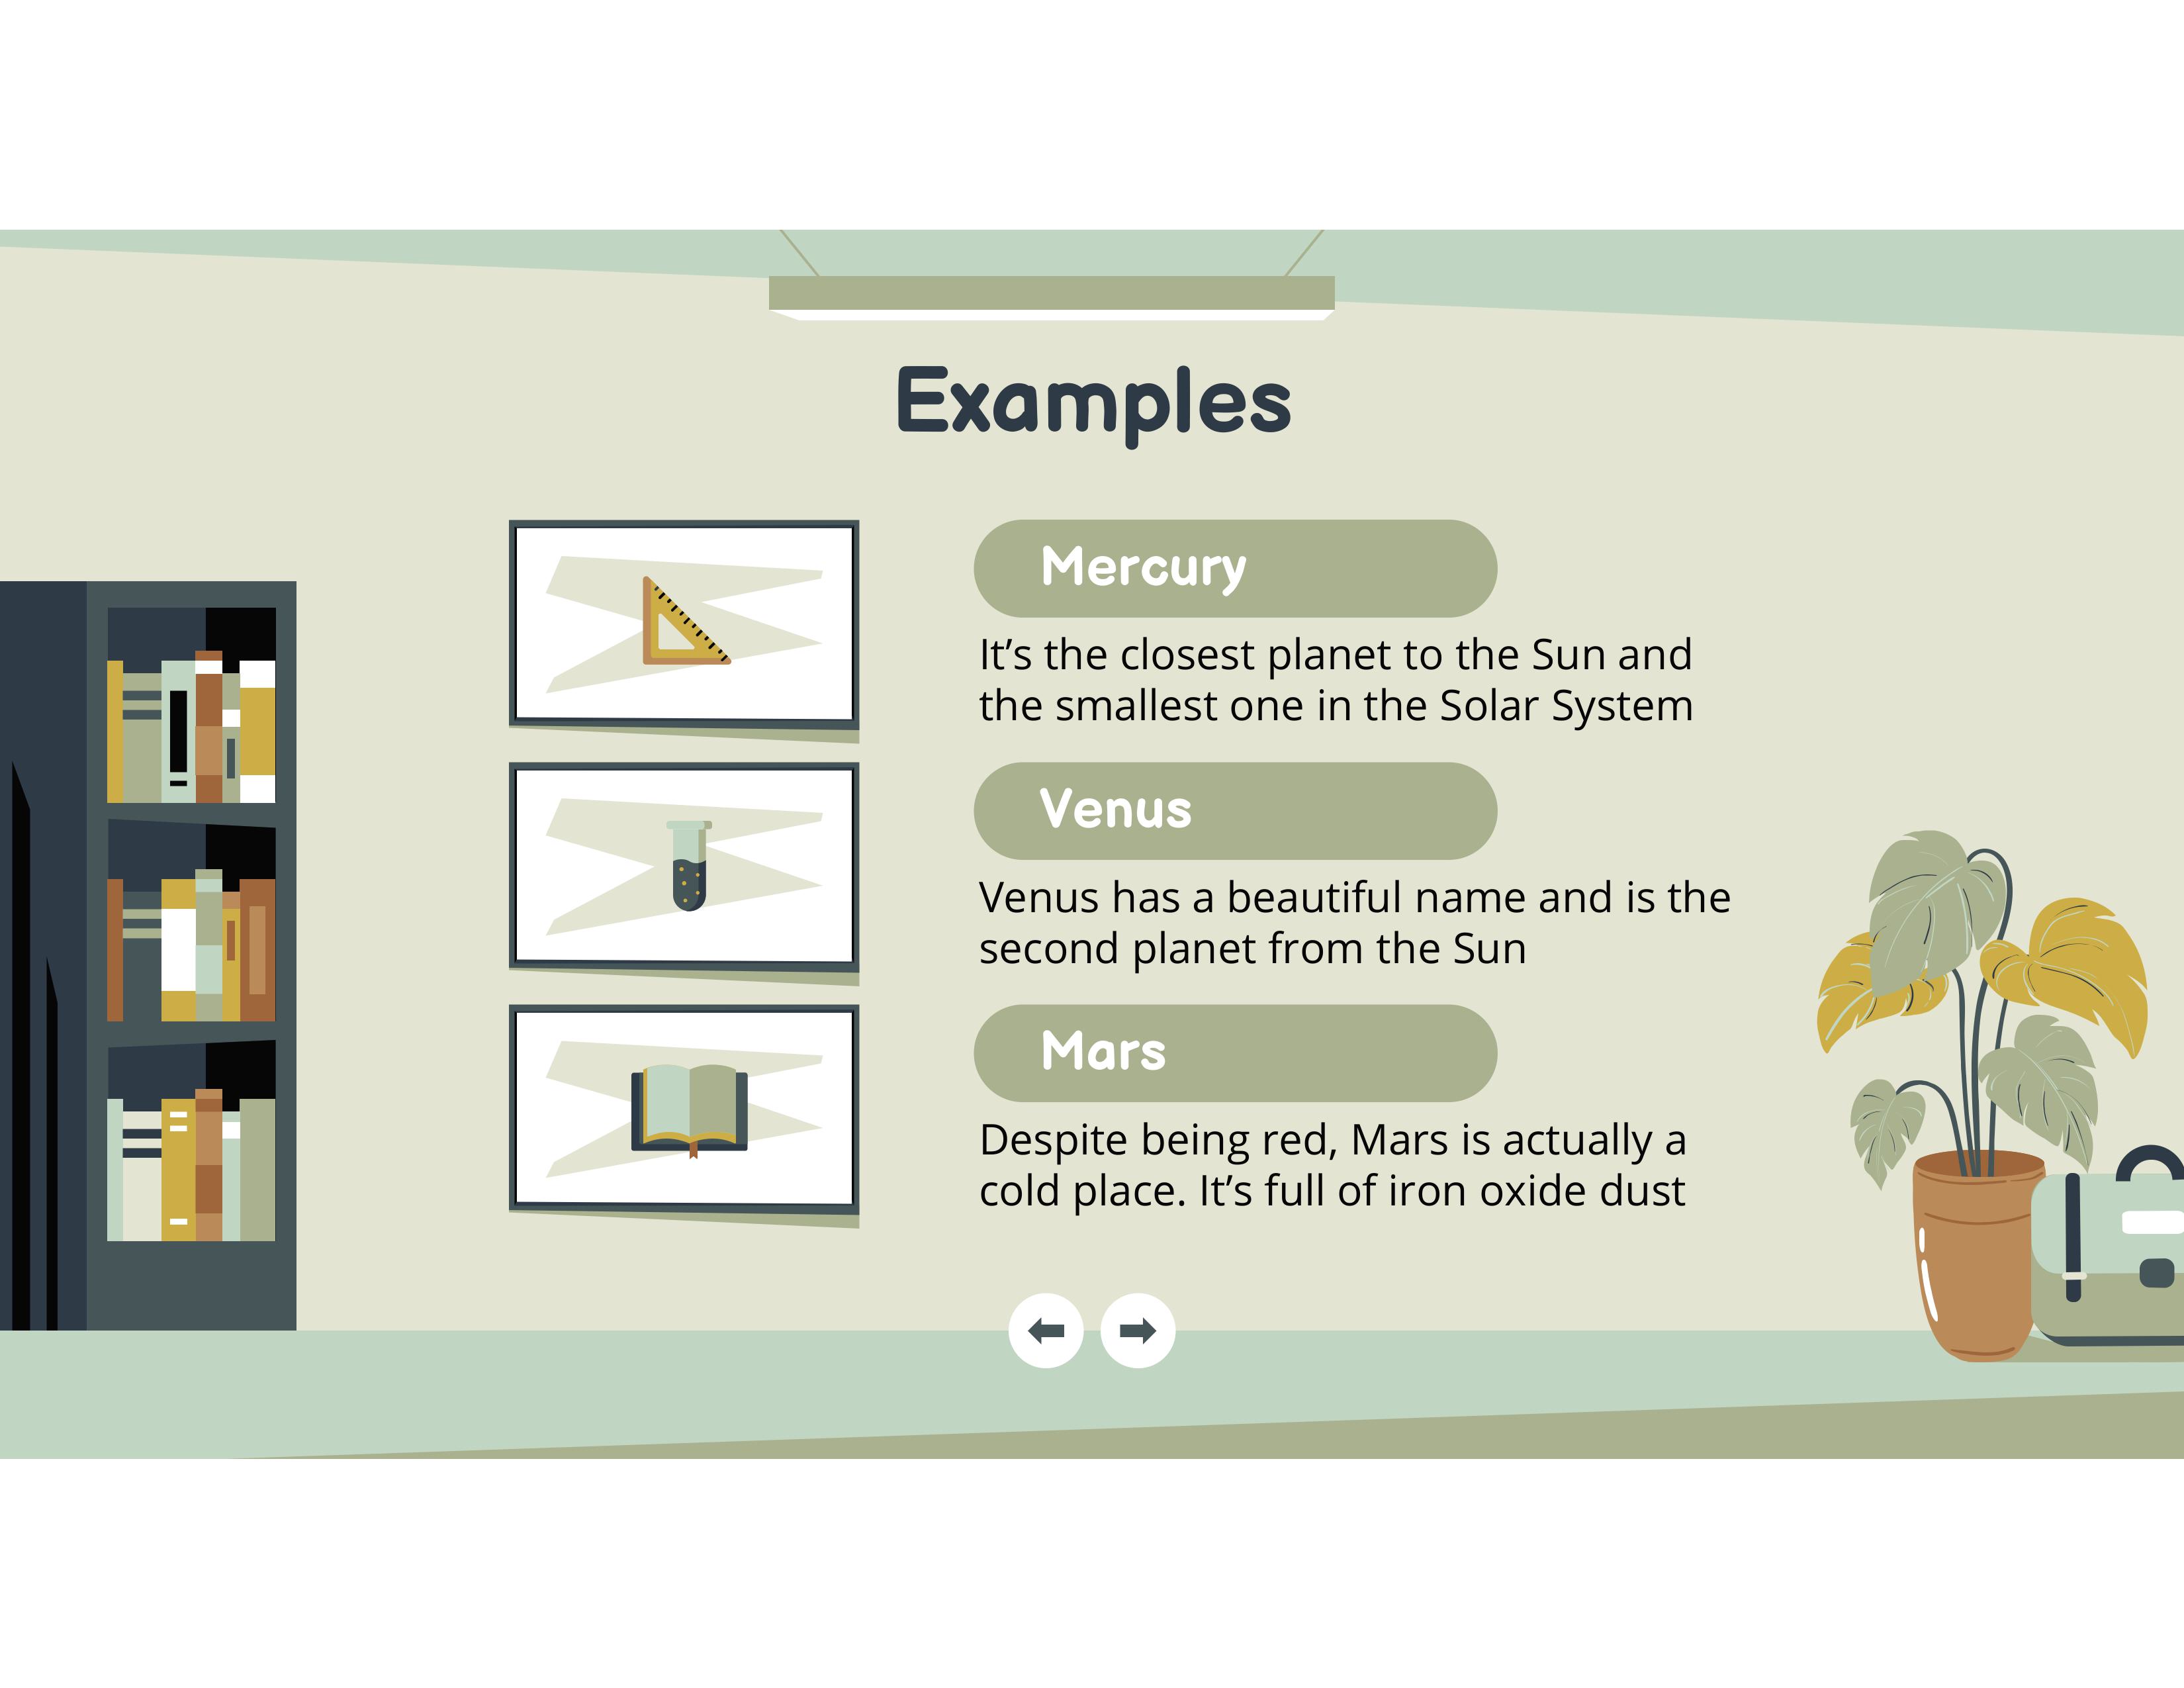 Examples
Mercury
It’s the closest planet to the Sun and
the smallest one in the Solar System
Venus
Venus has a beautiful name and is the
second planet from the Sun
Mars
Despite being red, Mars is actually a
cold place. It’s full of iron oxide dust